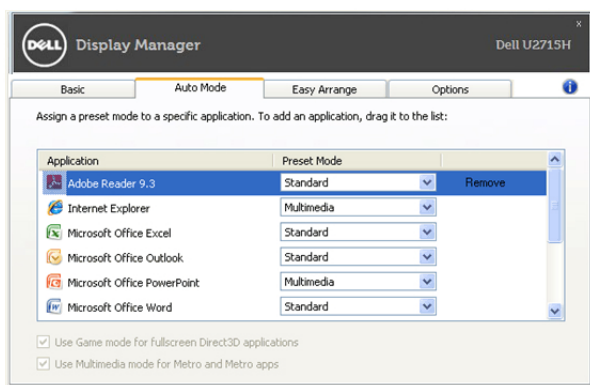 x
DELL Display Manager Dell U2715H
Basic Auto Mode Easy Arrange Options i
Assign a preset mode to a specific application. To add an application, drag it to the list:
Application Preset Mode
Adobe Reader 9.3 Standard Remove
Internet Explorer Multimedia
Microsoft Office Excel Standard
Microsoft Office Outlook Standard
Microsoft Office PowerPoint Multimedia
Microsoft Office Word Standard
Use Game mode for fullscreen Direct3D applications
Use Multimedia mode for Metro and Metro apps